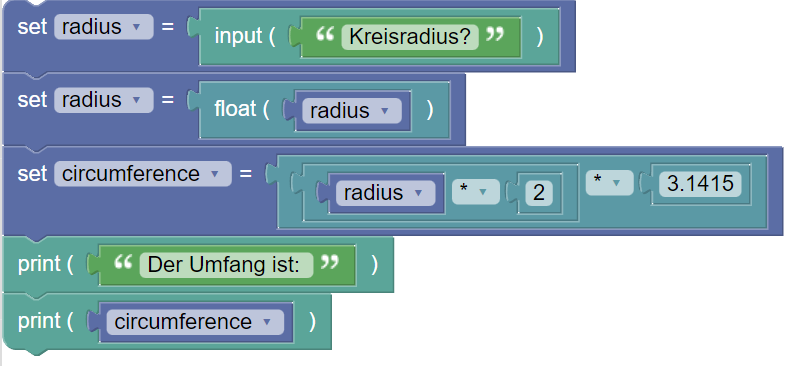 set radius ▾ = input ( “ Kreisradius? ” )
set radius ▾ = float ( radius ▾ )
set circumference ▾ = radius ▾ * ▾ 2 * ▾ 3.1415
print ( “ Der Umfang ist: ” )
print ( circumference ▾ )